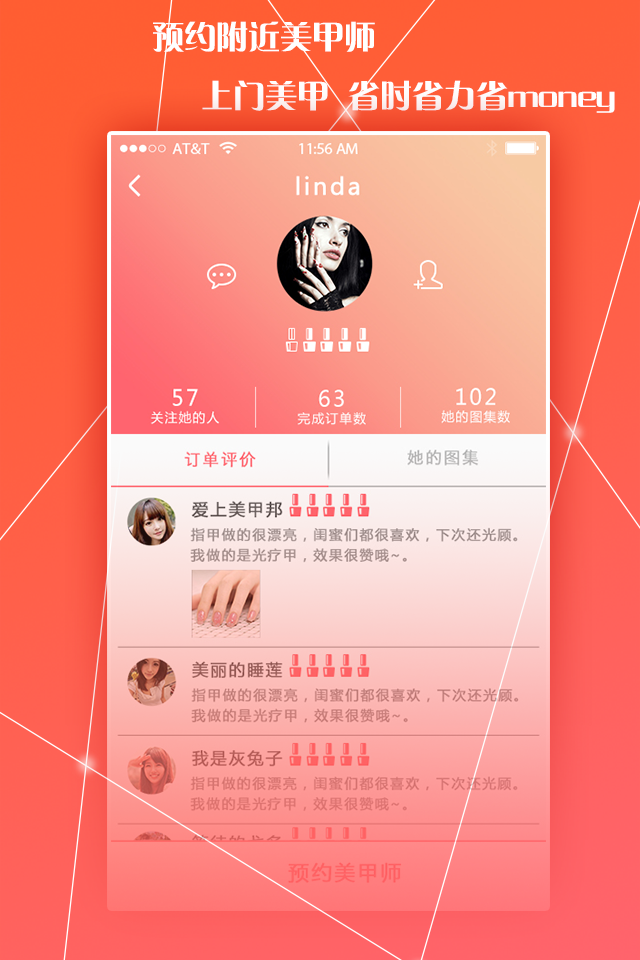 预约附近美甲师
上门美甲 省时省力省money
AT&T 11:56 AM
linda
57 63 102
关注她的人 完成订单数 她的图集数
订单评价 她的图集
爱上美甲邦
指甲做的很漂亮，闺蜜们都很喜欢，下次还光顾。
我做的是光疗甲，效果很赞哦~。
美丽的睡莲
指甲做的很漂亮，闺蜜们都很喜欢，下次还光顾。
我做的是光疗甲，效果很赞哦~。
我是灰兔子
指甲做的很漂亮，闺蜜们都很喜欢，下次还光顾。
我做的是光疗甲，效果很赞哦~。
预约美甲师